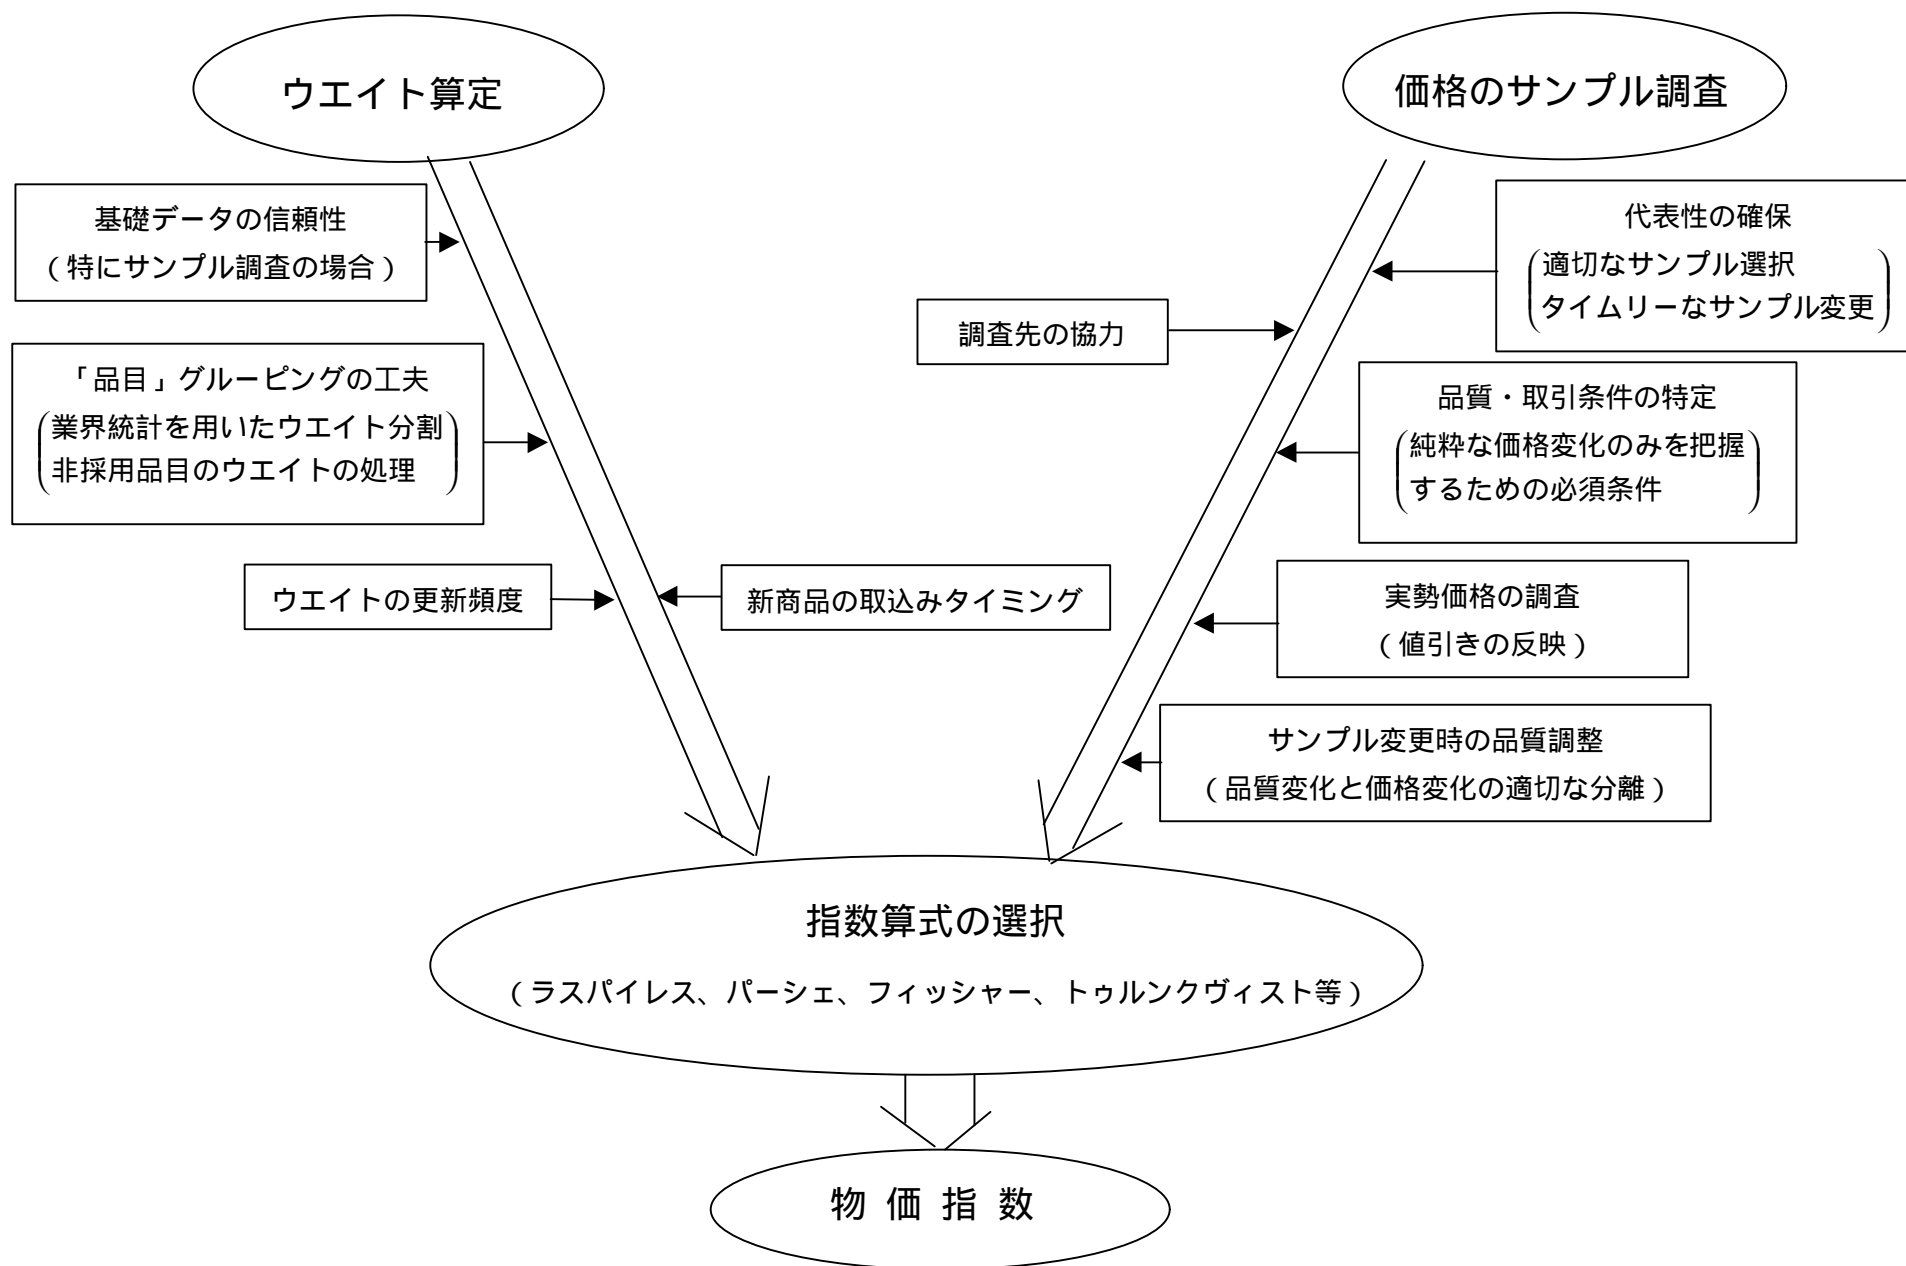 ウエイト算定
価格のサンプル調査
基礎データの信頼性
(特にサンプル調査の場合)
代表性の確保
適切なサンプル選択
タイムリーなサンプル変更
調査先の協力
「品目」グルーピングの工夫
業界統計を用いたウエイト分割
非採用品目のウエイトの処理
品質・取引条件の特定
純粋な価格変化のみを把握
するための必須条件
ウエイトの更新頻度
新商品の取込みタイミング
実勢価格の調査
(値引きの反映)
サンプル変更時の品質調整
(品質変化と価格変化の適切な分離)
指数算式の選択
(ラスパイレス、パーシェ、フィッシャー、トゥルンクヴィスト等)
物価指数